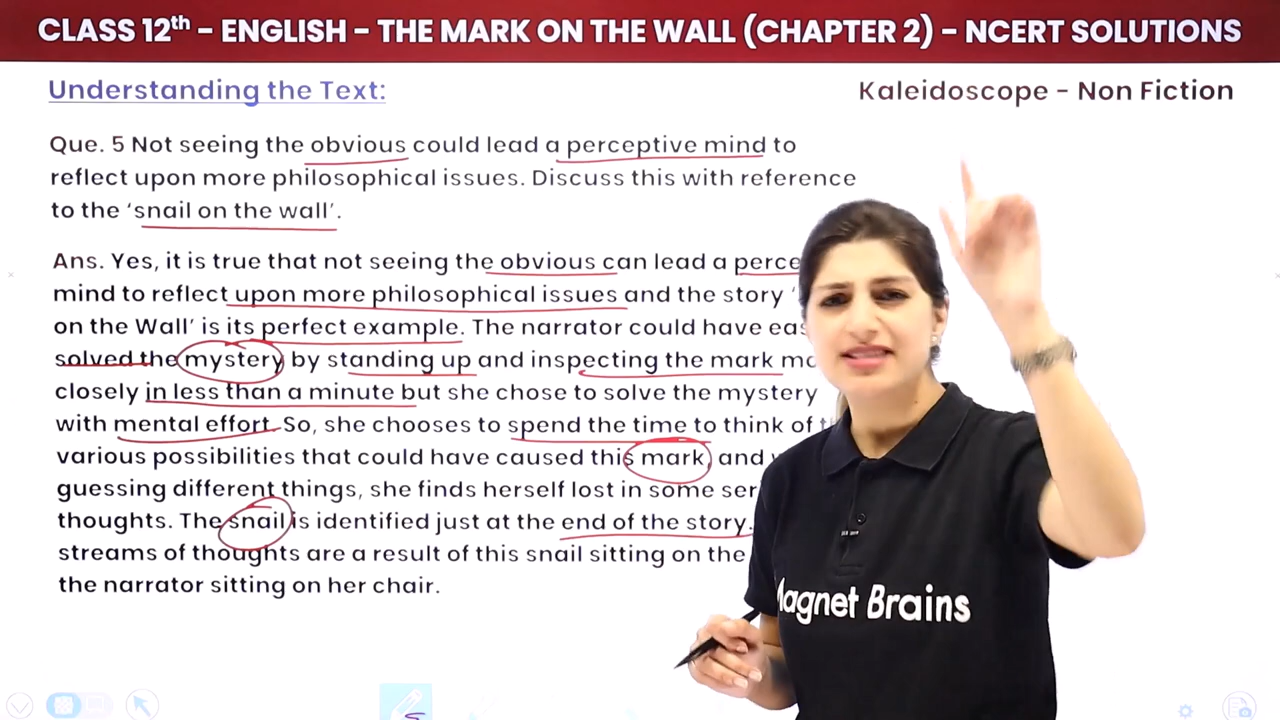 CLASS 12th - ENGLISH - THE MARK ON THE WALL (CHAPTER 2) - NCERT SOLUTIONS
Understanding the Text:
Kaleidoscope - Non Fiction
Que. 5 Not seeing the obvious could lead a perceptive mind to
reflect upon more philosophical issues. Discuss this with reference
to the ‘snail on the wall’.
Ans. Yes, it is true that not seeing the obvious can lead a
mind to reflect upon more philosophical issues and the story
on the Wall’ is its perfect example. The narrator could have
solved the mystery by standing up and inspecting the mark
closely in less than a minute but she chose to solve the mystery
with mental effort. So, she chooses to spend the time to think of
various possibilities that could have caused this mark, and
guessing different things, she finds herself lost in some
thoughts. The snail is identified just at the end of the story.
streams of thoughts are a result of this snail sitting on the
the narrator sitting on her chair.
Magnet Brains